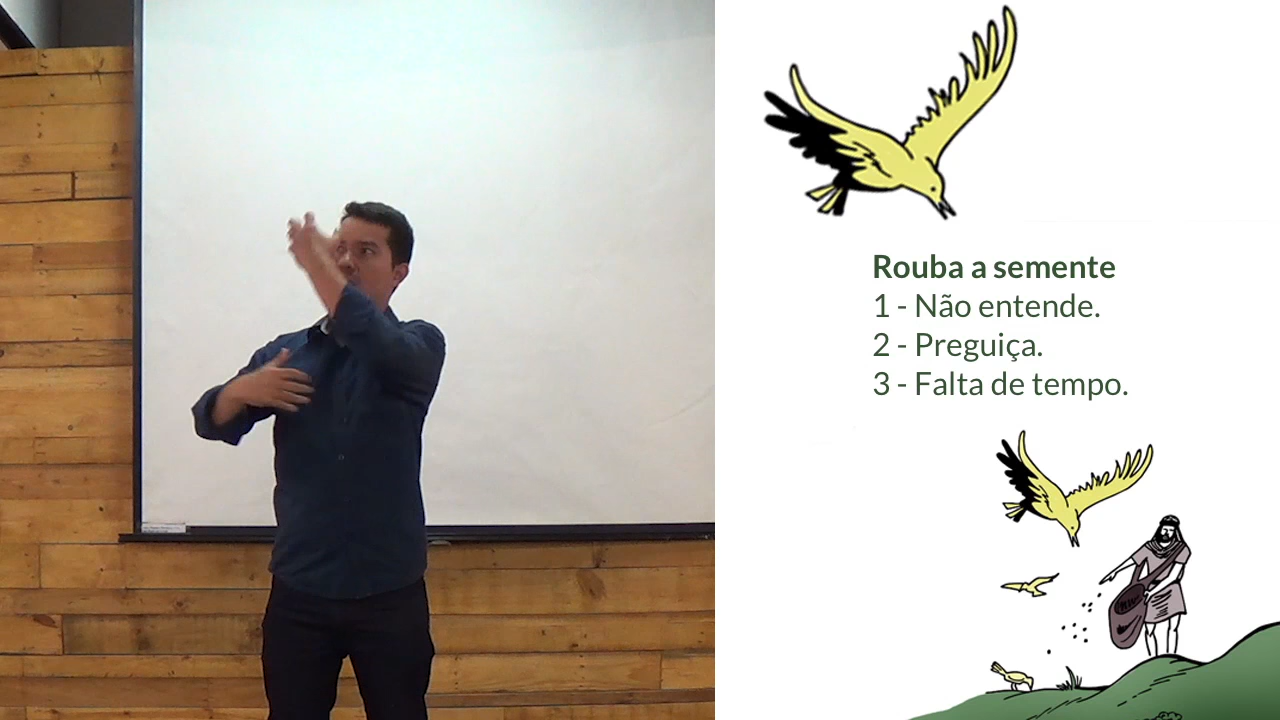 Rouba a semente
1 - Não entende.
2 - Preguiça.
3 - Falta de tempo.